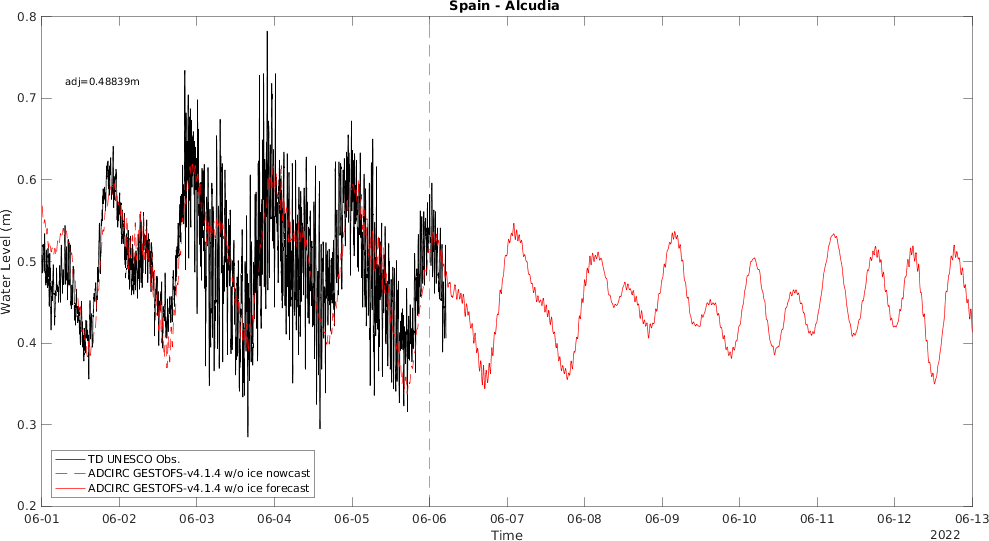 Spain - Alcudia
0.8
adj=0.48839m
0.7
0.6
0.5
0.4
0.3
0.2
Water Level (m)
TD UNESCO Obs.
ADCIRC GESTOFS-v4.1.4 w/o ice nowcast
ADCIRC GESTOFS-v4.1.4 w/o ice forecast
06-01 06-02 06-03 06-04 06-05 06-06 06-07 06-08 06-09 06-10 06-11 06-12 06-13
Time
2022